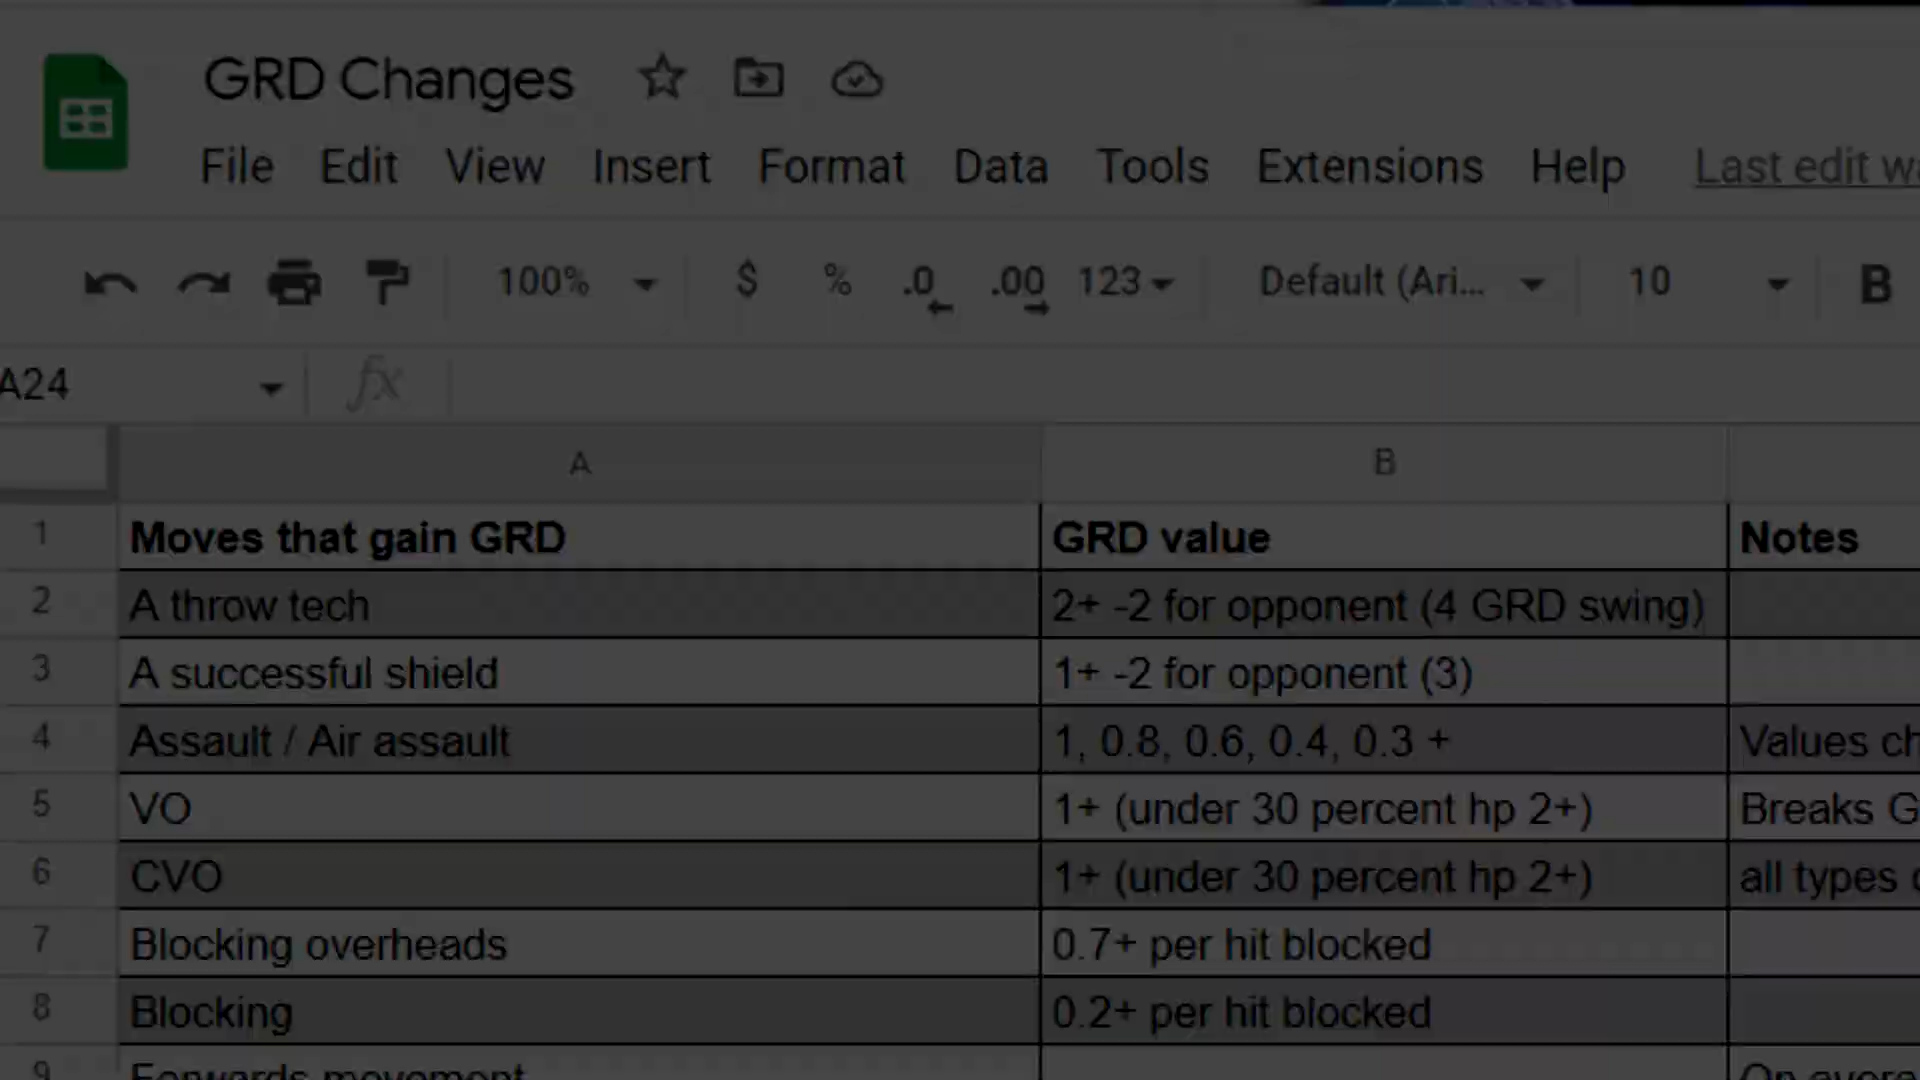 GRD Changes
File Edit View Insert Format Data Tools Extensions Help Last edit
100% $ % .0 .00 123 Default (Ari... 10 B
A24 fx
A B
1 Moves that gain GRD GRD value Notes
2 A throw tech 2+ -2 for opponent (4 GRD swing)
3 A successful shield 1+ -2 for opponent (3)
4 Assault / Air assault 1, 0.8, 0.6, 0.4, 0.3 + Values
5 VO 1+ (under 30 percent hp 2+) Breaks
6 CVO 1+ (under 30 percent hp 2+) all types
7 Blocking overheads 0.7+ per hit blocked
8 Blocking 0.2+ per hit blocked
9 Forwards movement On